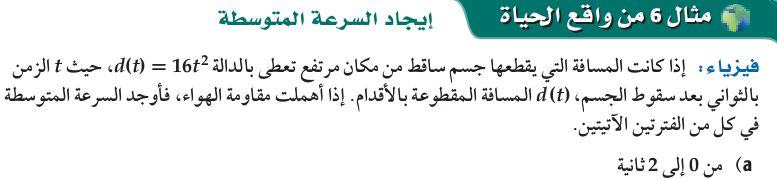 مثال 6 من واقع الحياة إيجاد السرعة المتوسطة
فيزياء: إذا كانت المسافة التي يقطعها جسم ساقط من مكان مرتفع تعطى بالدالة d(t) = 16t²، حيث t الزمن
بالثواني بعد سقوط الجسم، d(t) المسافة المقطوعة بالأقدام. إذا أهملت مقاومة الهواء، فأوجد السرعة المتوسطة
في كل من الفترتين الآتيتين.
a) من 0 إلى 2 ثانية